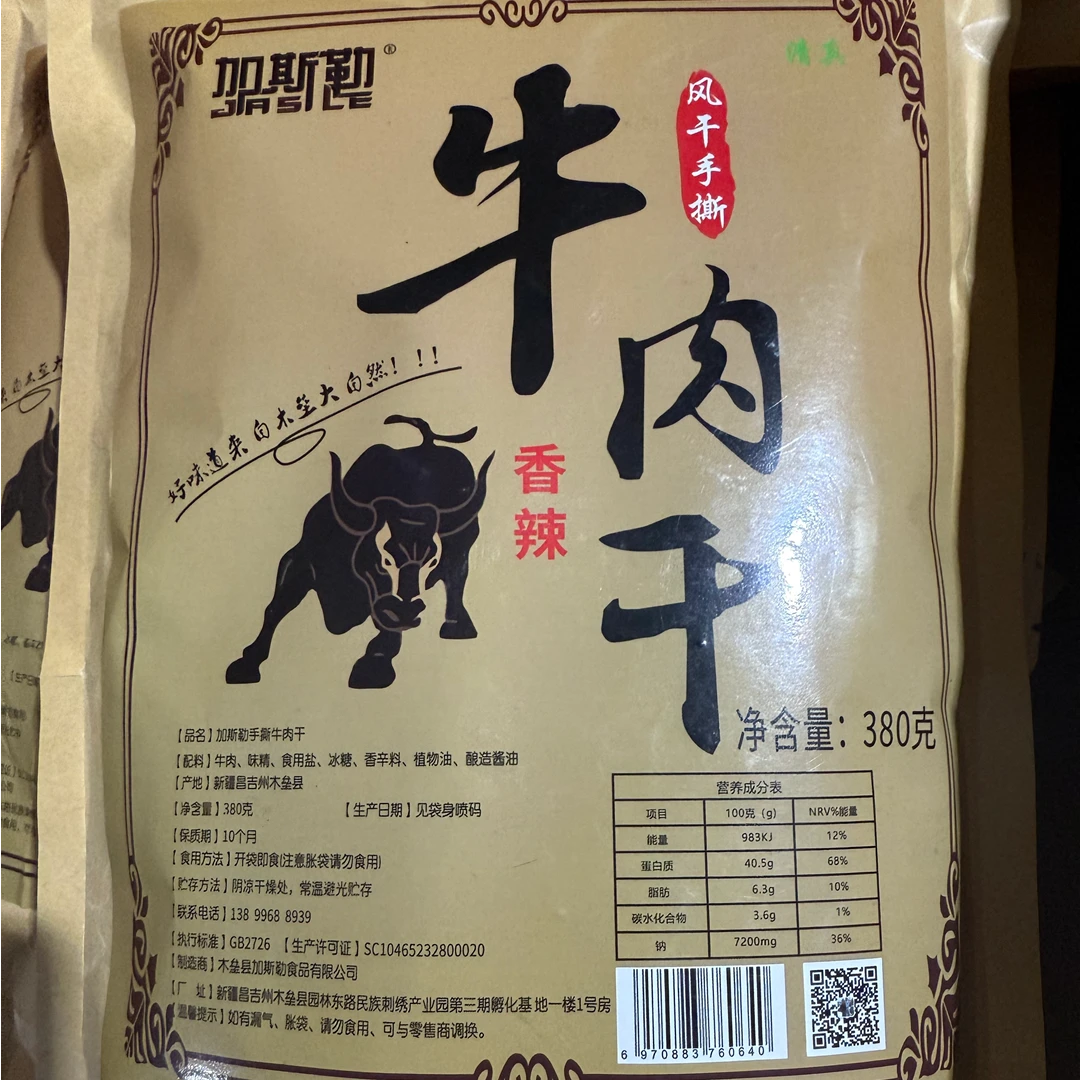 加斯勒®
JIASILE
清真
牛肉干
风干手撕
好味道来自木垒大自然！！！
香辣
净含量：380克
【品名】加斯勒手撕牛肉干
【配料】牛肉、味精、食用盐、冰糖、香辛料、植物油、酿造酱油
【产地】新疆昌吉州木垒县
【净含量】380克 【生产日期】见袋身喷码
【保质期】10个月
【食用方法】开袋即食(注意胀袋请勿食用)
【贮存方法】阴凉干燥处，常温避光贮存
【联系电话】138 9968 8939
【执行标准】GB2726 【生产许可证】SC10465232800020
【制造商】木垒县加斯勒食品有限公司
【厂 址】新疆昌吉州木垒县园林东路民族刺绣产业园第三期孵化基地一楼1号房
【温馨提示】如有漏气、胀袋、请勿食用、可与零售商调换。
营养成分表
项目 100克（g) NRV%能量
能量 983KJ 12%
蛋白质 40.5g 68%
脂肪 6.3g 10%
碳水化合物 3.6g 1%
钠 7200mg 36%
6 970883 760640